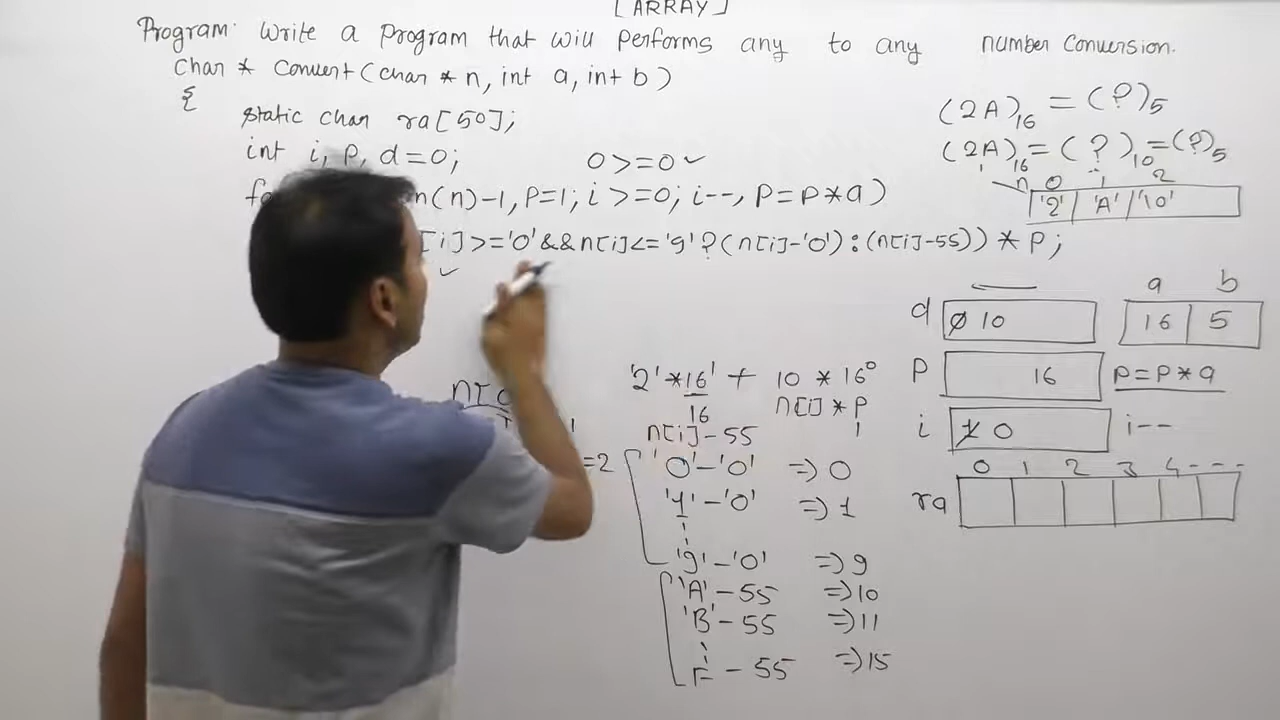 [ARRAY]
Program: Write a program that will performs any to any number conversion.
char * convert(char * n, int a, int b)
{
static char ra[50];
int i, p, d=0;
0>=0 ✓
n(n)-1, p=1; i>=0; i--, p=p*a)
[i]>='0'&&n[i]<='9'?(n[i]-'0'):(n[i]-55))*p;
✓
(2A)16 = (?)5
(2A)16 = (?)10 = (?)5
n 0 1 2
'2' 'A' '\0'
a b
d 0 10 16 5
p 16 p=p*a
i 1 0 i--
0 1 2 3 4---
ra
'2'*16' + 10*16⁰
16 n[i]*p
n[i]-55 1
=2
'0'-'0' => 0
'1'-'0' => 1
'9'-'0' => 9
'A'-55 => 10
'B'-55 => 11
F-55 => 15